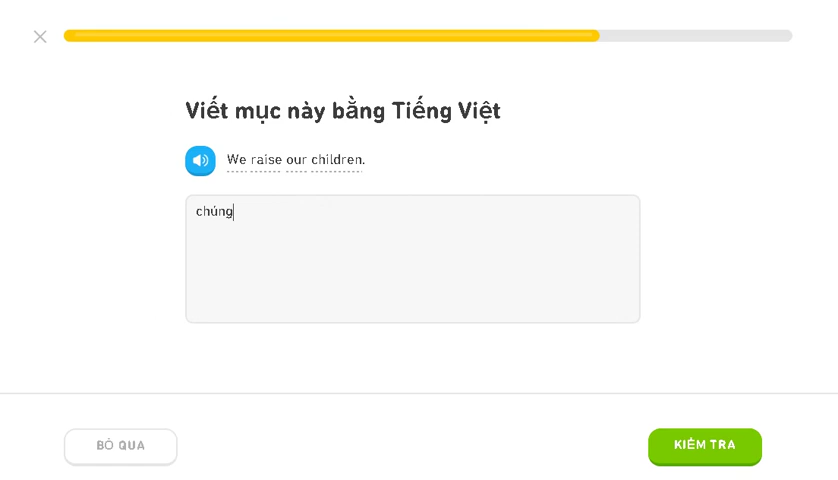 Viết mục này bằng Tiếng Việt
We raise our children.
chúng
BỎ QUA
KIỂM TRA